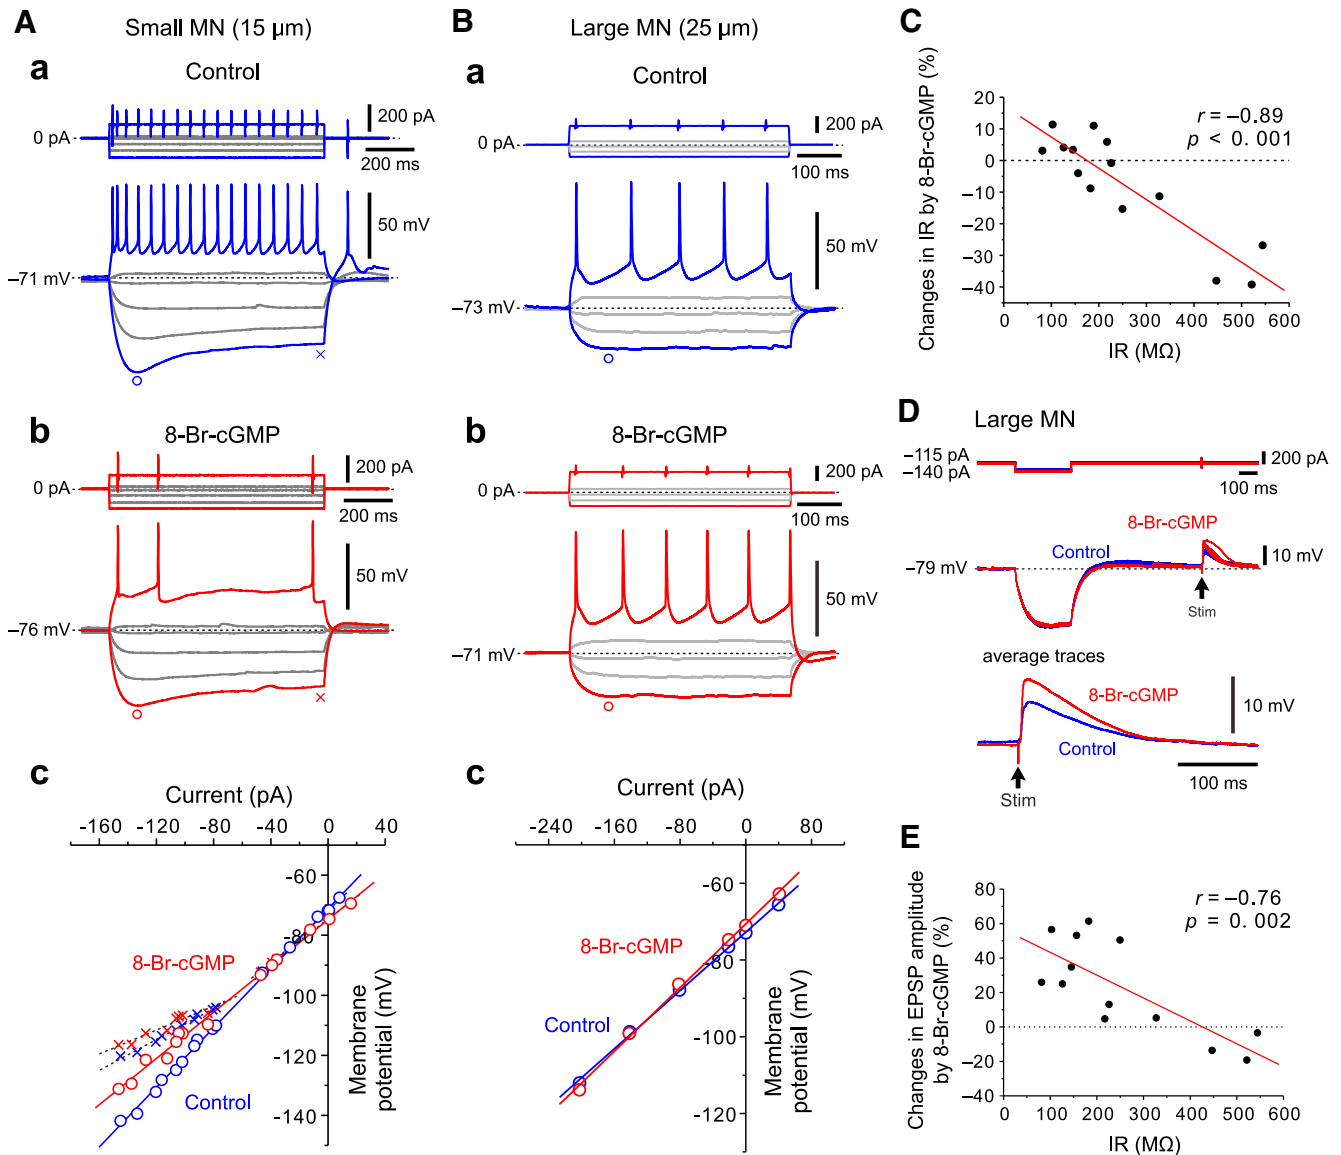 A
Small MN (15 µm)
a
Control
0 pA
200 pA
200 ms
50 mV
−71 mV
b
8-Br-cGMP
0 pA
200 pA
200 ms
50 mV
−76 mV
c
Current (pA)
-160 -120 -80 -40 0 40
-60
-80
-100
-120
-140
8-Br-cGMP
Control
Membrane
potential (mV)
B
Large MN (25 µm)
a
Control
0 pA
200 pA
100 ms
50 mV
−73 mV
b
8-Br-cGMP
0 pA
200 pA
100 ms
50 mV
−71 mV
c
Current (pA)
-240 -160 -80 0 80
-60
-80
-100
-120
8-Br-cGMP
Control
Membrane
potential (mV)
C
Changes in IR by 8-Br-cGMP (%)
20
10
0
−10
−20
−30
−40
r = −0.89
p < 0.001
0 100 200 300 400 500 600
IR (MΩ)
D
Large MN
−115 pA
−140 pA
200 pA
100 ms
8-Br-cGMP
Control
10 mV
−79 mV
Stim
average traces
8-Br-cGMP
10 mV
Control
100 ms
Stim
E
Changes in EPSP amplitude
by 8-Br-cGMP (%)
80
60
40
20
0
−20
−40
r = −0.76
p = 0.002
0 100 200 300 400 500 600
IR (MΩ)